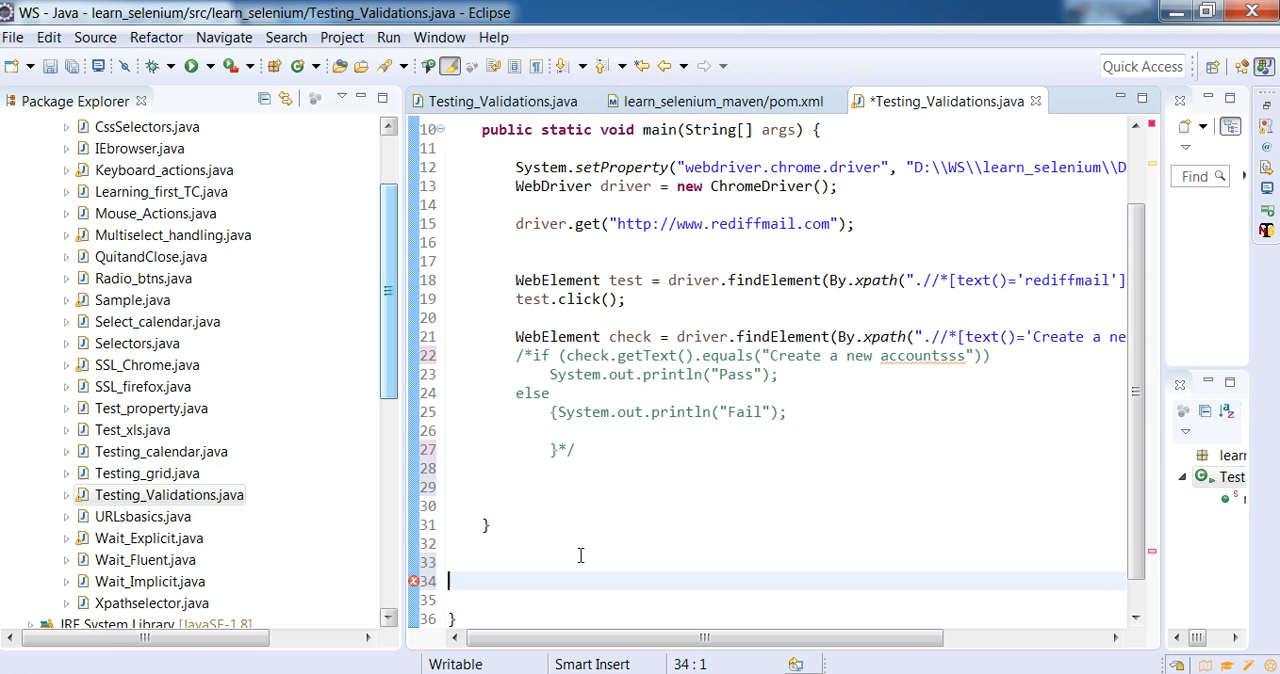 WS - Java - learn_selenium/src/learn_selenium/Testing_Validations.java - Eclipse
File Edit Source Refactor Navigate Search Project Run Window Help
Quick Access
Package Explorer
Testing_Validations.java
learn_selenium_maven/pom.xml
*Testing_Validations.java
CssSelectors.java
IEbrowser.java
Keyboard_actions.java
Learning_first_TC.java
Mouse_Actions.java
Multiselect_handling.java
QuitandClose.java
Radio_btns.java
Sample.java
Select_calendar.java
Selectors.java
SSL_Chrome.java
SSL_firefox.java
Test_property.java
Test_xls.java
Testing_calendar.java
Testing_grid.java
Testing_Validations.java
URLsbasics.java
Wait_Explicit.java
Wait_Fluent.java
Wait_Implicit.java
Xpathselector.java
JRE System Library [JavaSE-1.8]
10 public static void main(String[] args) {
11
12 System.setProperty("webdriver.chrome.driver", "D:\\WS\\learn_selenium\\D
13 WebDriver driver = new ChromeDriver();
14
15 driver.get("http://www.rediffmail.com");
16
17
18 WebElement test = driver.findElement(By.xpath(".//*[text()='rediffmail']
19 test.click();
20
21 WebElement check = driver.findElement(By.xpath(".//*[text()='Create a ne
22 /*if (check.getText().equals("Create a new accountsss"))
23 System.out.println("Pass");
24 else
25 {System.out.println("Fail");
26
27 }*/
28
29
30
31 }
32
33
34
35
36 }
Find
learn
Test
Writable
Smart Insert
34 : 1